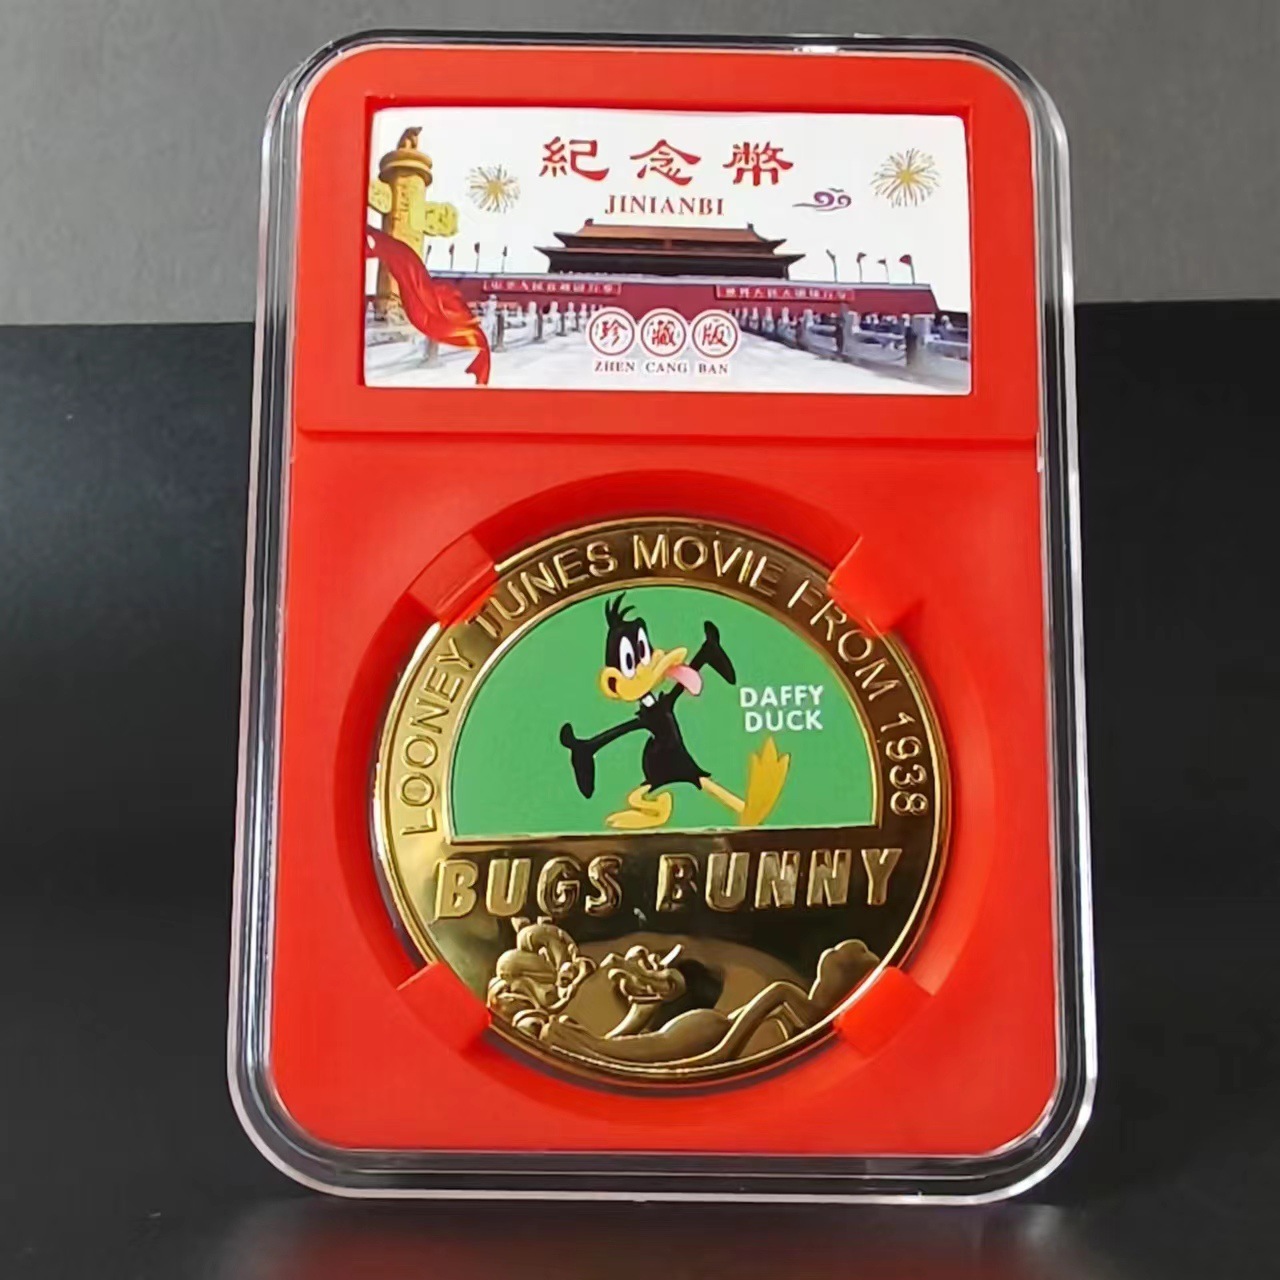 紀念幣
JINIANBI
珍藏版
ZHEN CANG BAN
LOONEY TUNES MOVIE FROM 1938
DAFFY
DUCK
BUGS BUNNY